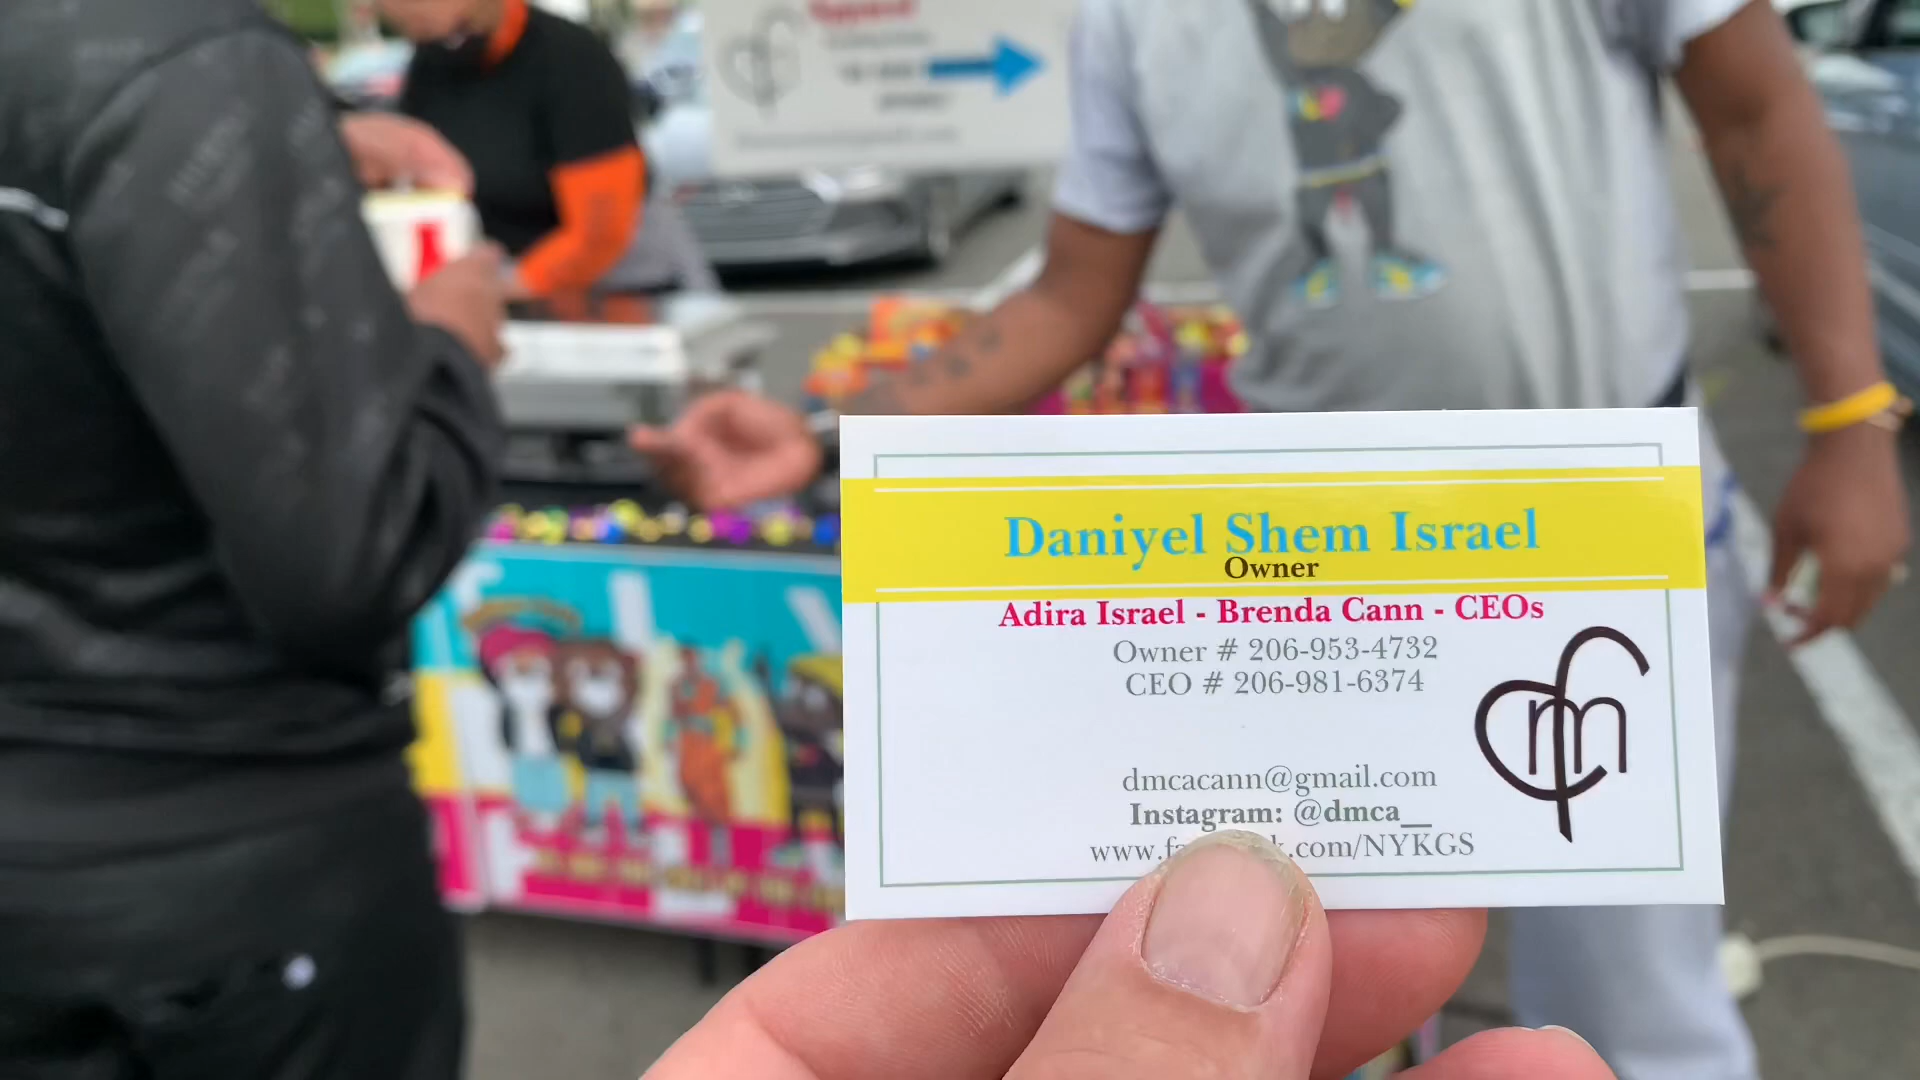 Apparel
Daniyel Shem Israel
Owner
Adira Israel - Brenda Cann - CEOs
Owner # 206-953-4732
CEO # 206-981-6374
dmcacann@gmail.com
Instagram: @dmca__
.com/NYKGS